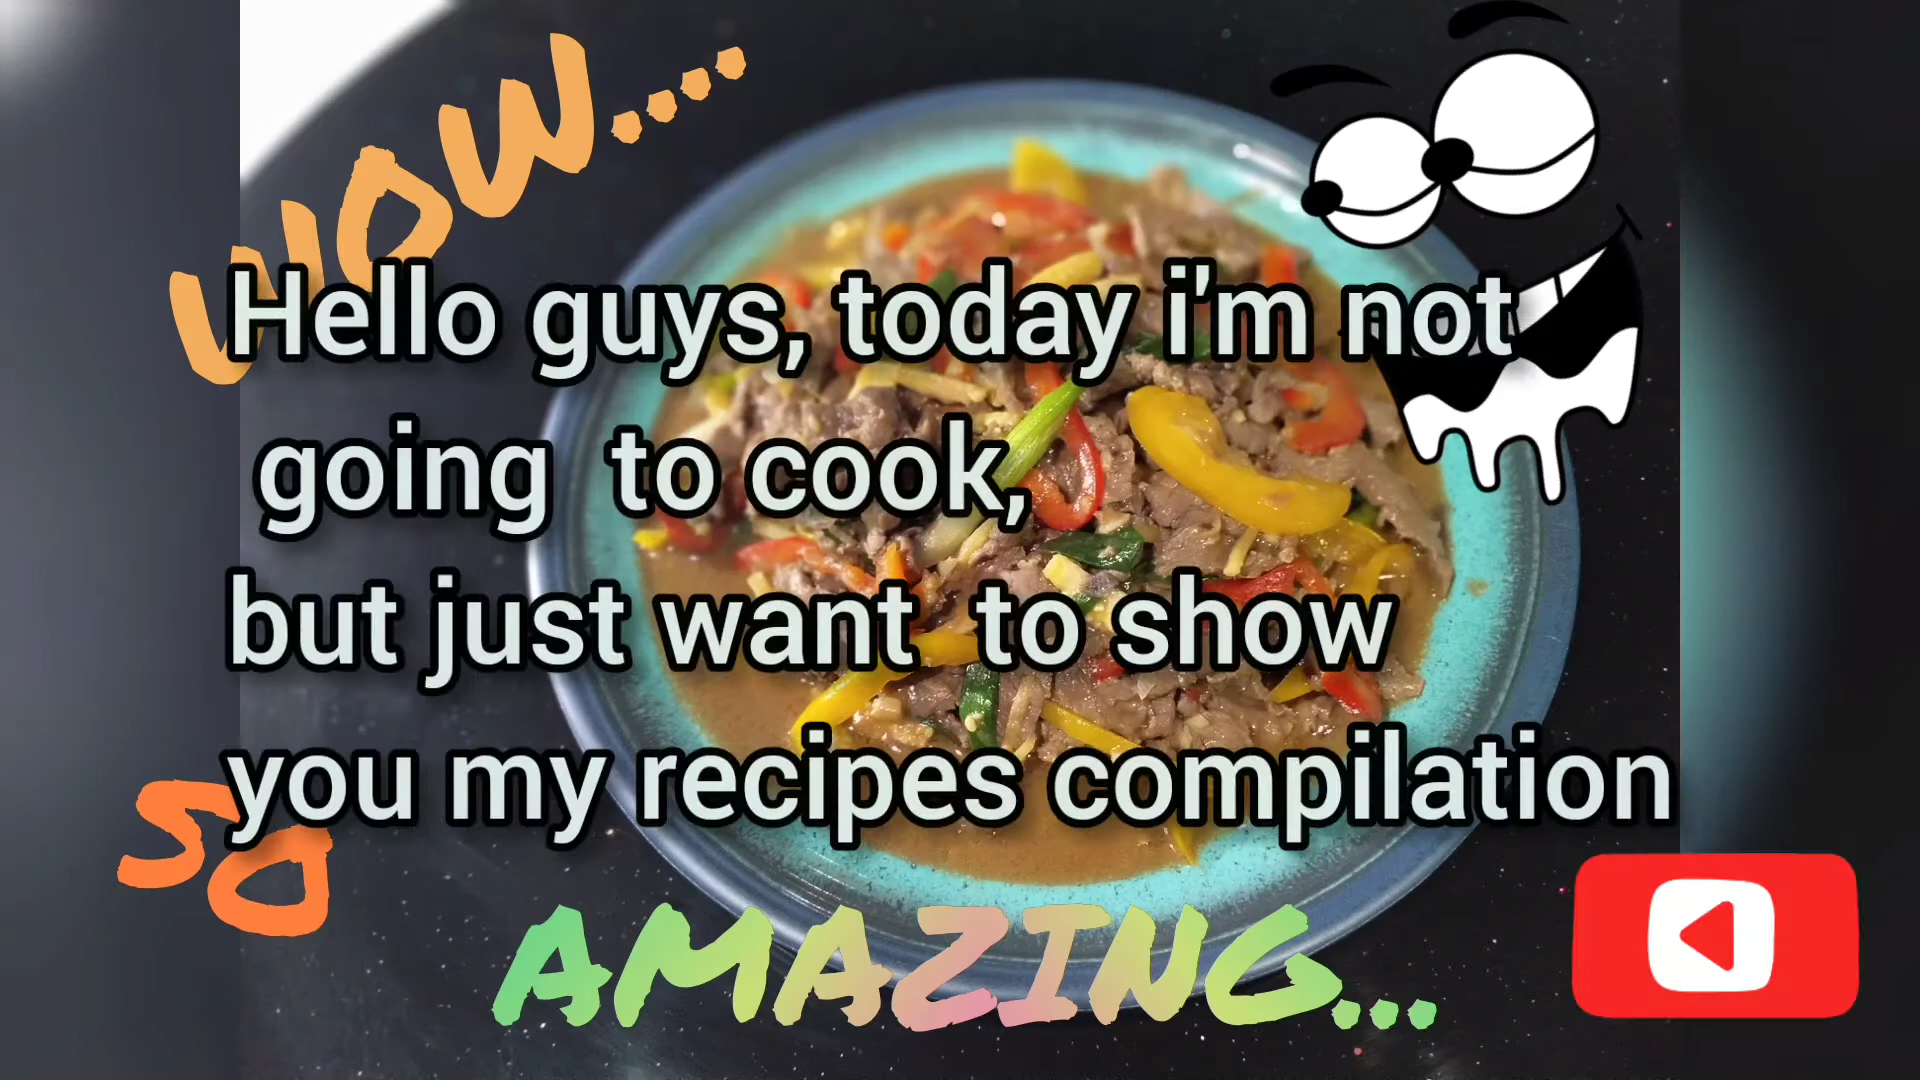 WOW....
Hello guys, today i'm not
going to cook,
but just want to show
you my recipes compilation
SO
AMAZING...